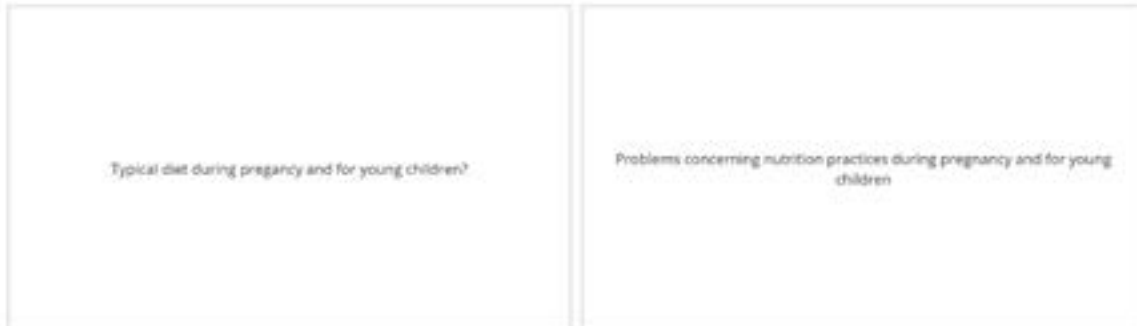 Typical diet during pregancy and for young children?
Problems concerning nutrition practices during pregnancy and for young
children